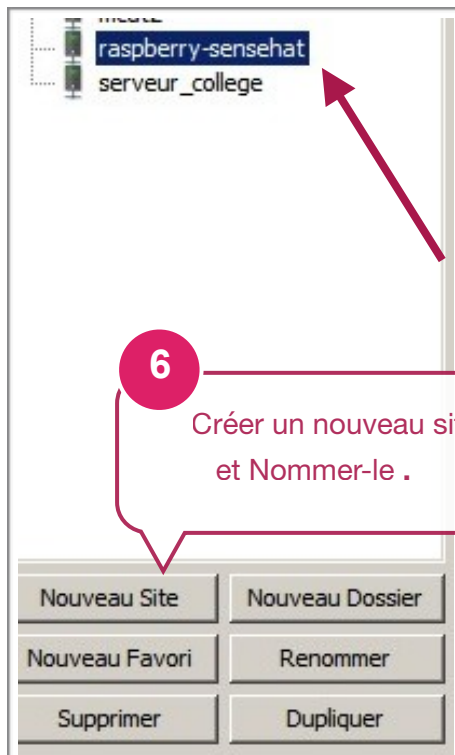 raspberry-sensehat
serveur_college
6
Créer un nouveau
et Nommer-le .
Nouveau Site
Nouveau Dossier
Nouveau Favori
Renommer
Supprimer
Dupliquer